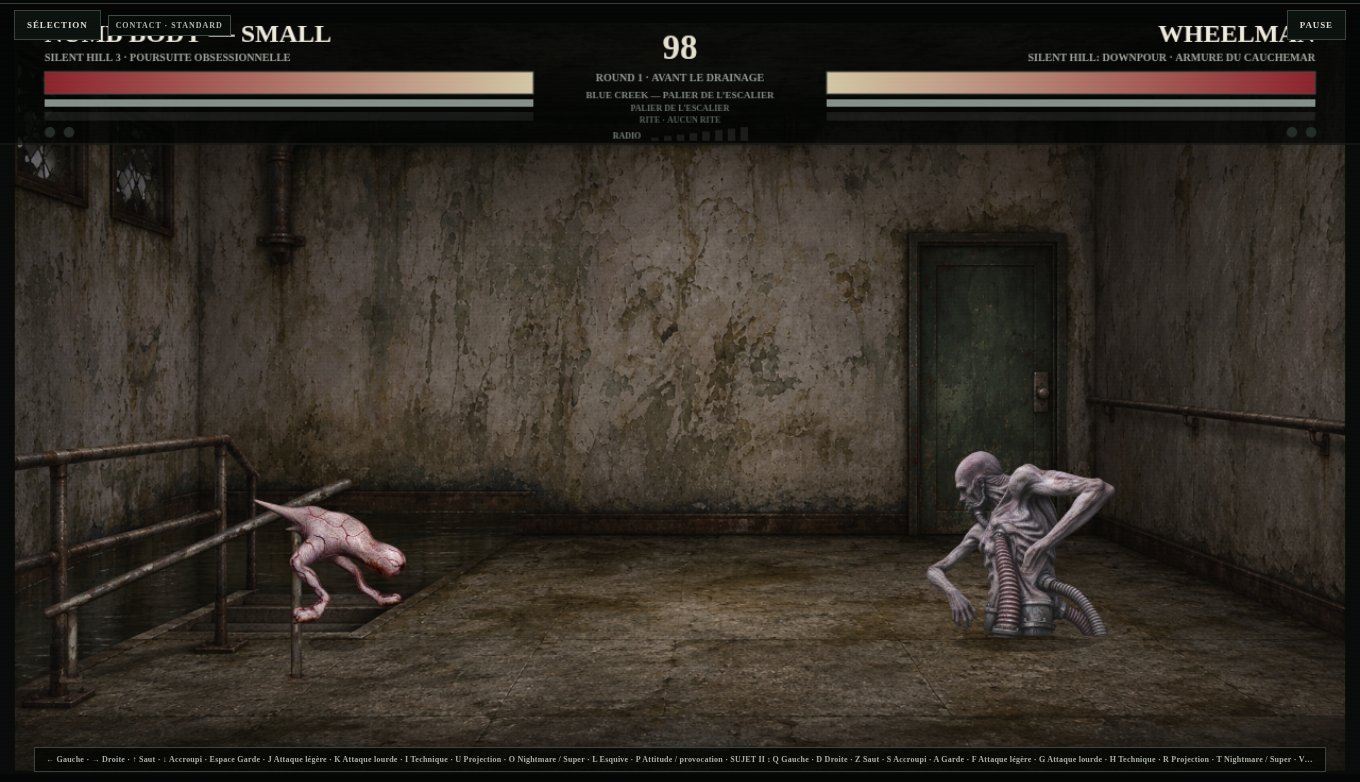 SÉLECTION
CONTACT · STANDARD
PAUSE
NUMB BODY — SMALL
SILENT HILL 3 · POURSUITE OBSESSIONNELLE
98
ROUND 1 · AVANT LE DRAINAGE
BLUE CREEK — PALIER DE L'ESCALIER
PALIER DE L'ESCALIER
RITE · AUCUN RITE
RADIO
WHEELMAN
SILENT HILL: DOWNPOUR · ARMURE DU CAUCHEMAR
← Gauche · → Droite · ↑ Saut · ↓ Accroupi · Espace Garde · J Attaque légère · K Attaque lourde · I Technique · U Projection · O Nightmare / Super · L Esquive · P Attitude / provocation · SUJET II : Q Gauche · D Droite · Z Saut · S Accroupi · A Garde · F Attaque légère · G Attaque lourde · H Technique · R Projection · T Nightmare / Super · V…